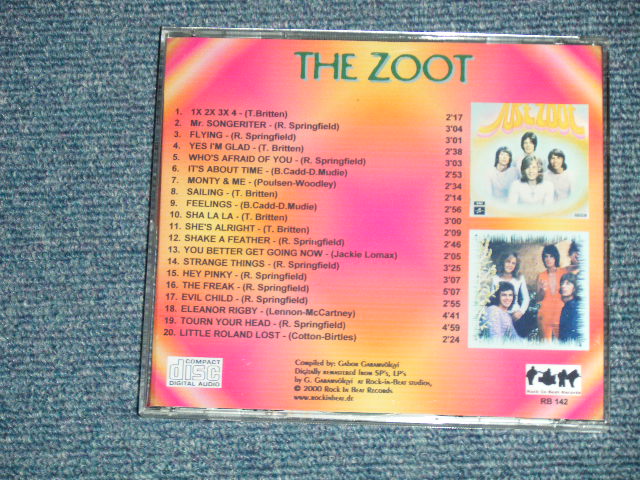 THE ZOOT
1. 1X 2X 3X 4 - (T.Britten) 2'17
2. Mr. SONGERITER - (R. Springfield) 3'04
3. FLYING - (R. Springfield) 3'01
4. YES I'M GLAD - (T. Britten) 2'38
5. WHO'S AFRAID OF YOU - (R. Springfield) 3'03
6. IT'S ABOUT TIME - (B.Cadd-D.Mudie) 2'53
7. MONTY & ME - (Poulsen-Woodley) 2'34
8. SAILING - (T. Britten) 2'14
9. FEELINGS - (B.Cadd-D.Mudie) 2'56
10. SHA LA LA - (T. Britten) 3'00
11. SHE'S ALRIGHT - (T. Britten) 2'09
12. SHAKE A FEATHER - (R. Springfield) 2'46
13. YOU BETTER GET GOING NOW - (Jackie Lomax) 2'05
14. STRANGE THINGS - (R. Springfield) 3'25
15. HEY PINKY - (R. Springfield) 3'07
16. THE FREAK - (R. Springfield) 5'07
17. EVIL CHILD - (R. Springfield) 2'55
18. ELEANOR RIGBY - (Lennon-McCartney) 4'41
19. TOURN YOUR HEAD - (R. Springfield) 4'59
20. LITTLE ROLAND LOST - (Cotton-Birtles) 2'24
JUST ZOOT
EMI
COMPACT
disc
DIGITAL AUDIO
Compiled by: Gabor Garamvölgyi
Digitally remastered from SP's, LP's
by G. Garamvölgyi at Rock-in-Beat studios,
© 2000 Rock In Beat Records
www.rockinbeat.de
Rock In Beat Records
RB 142